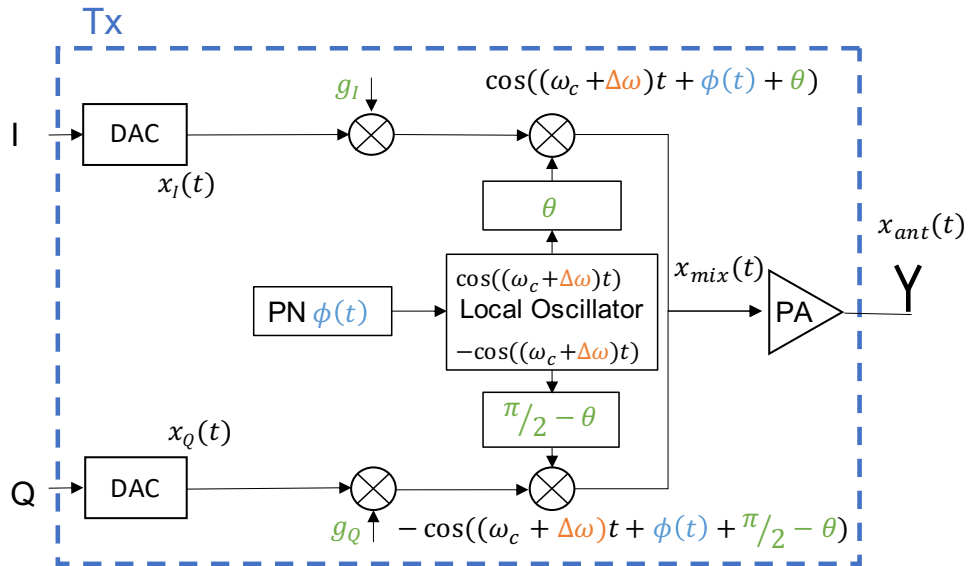 Tx
g_I
cos((ω_c+Δω)t + ϕ(t) + θ)
I
DAC
x_I(t)
θ
x_ant(t)
x_mix(t)
cos((ω_c+Δω)t)
PN ϕ(t)
Local Oscillator
PA
−cos((ω_c+Δω)t)
π/2 − θ
x_Q(t)
DAC
Q
g_Q
−cos((ω_c + Δω)t + ϕ(t) + π/2 − θ)